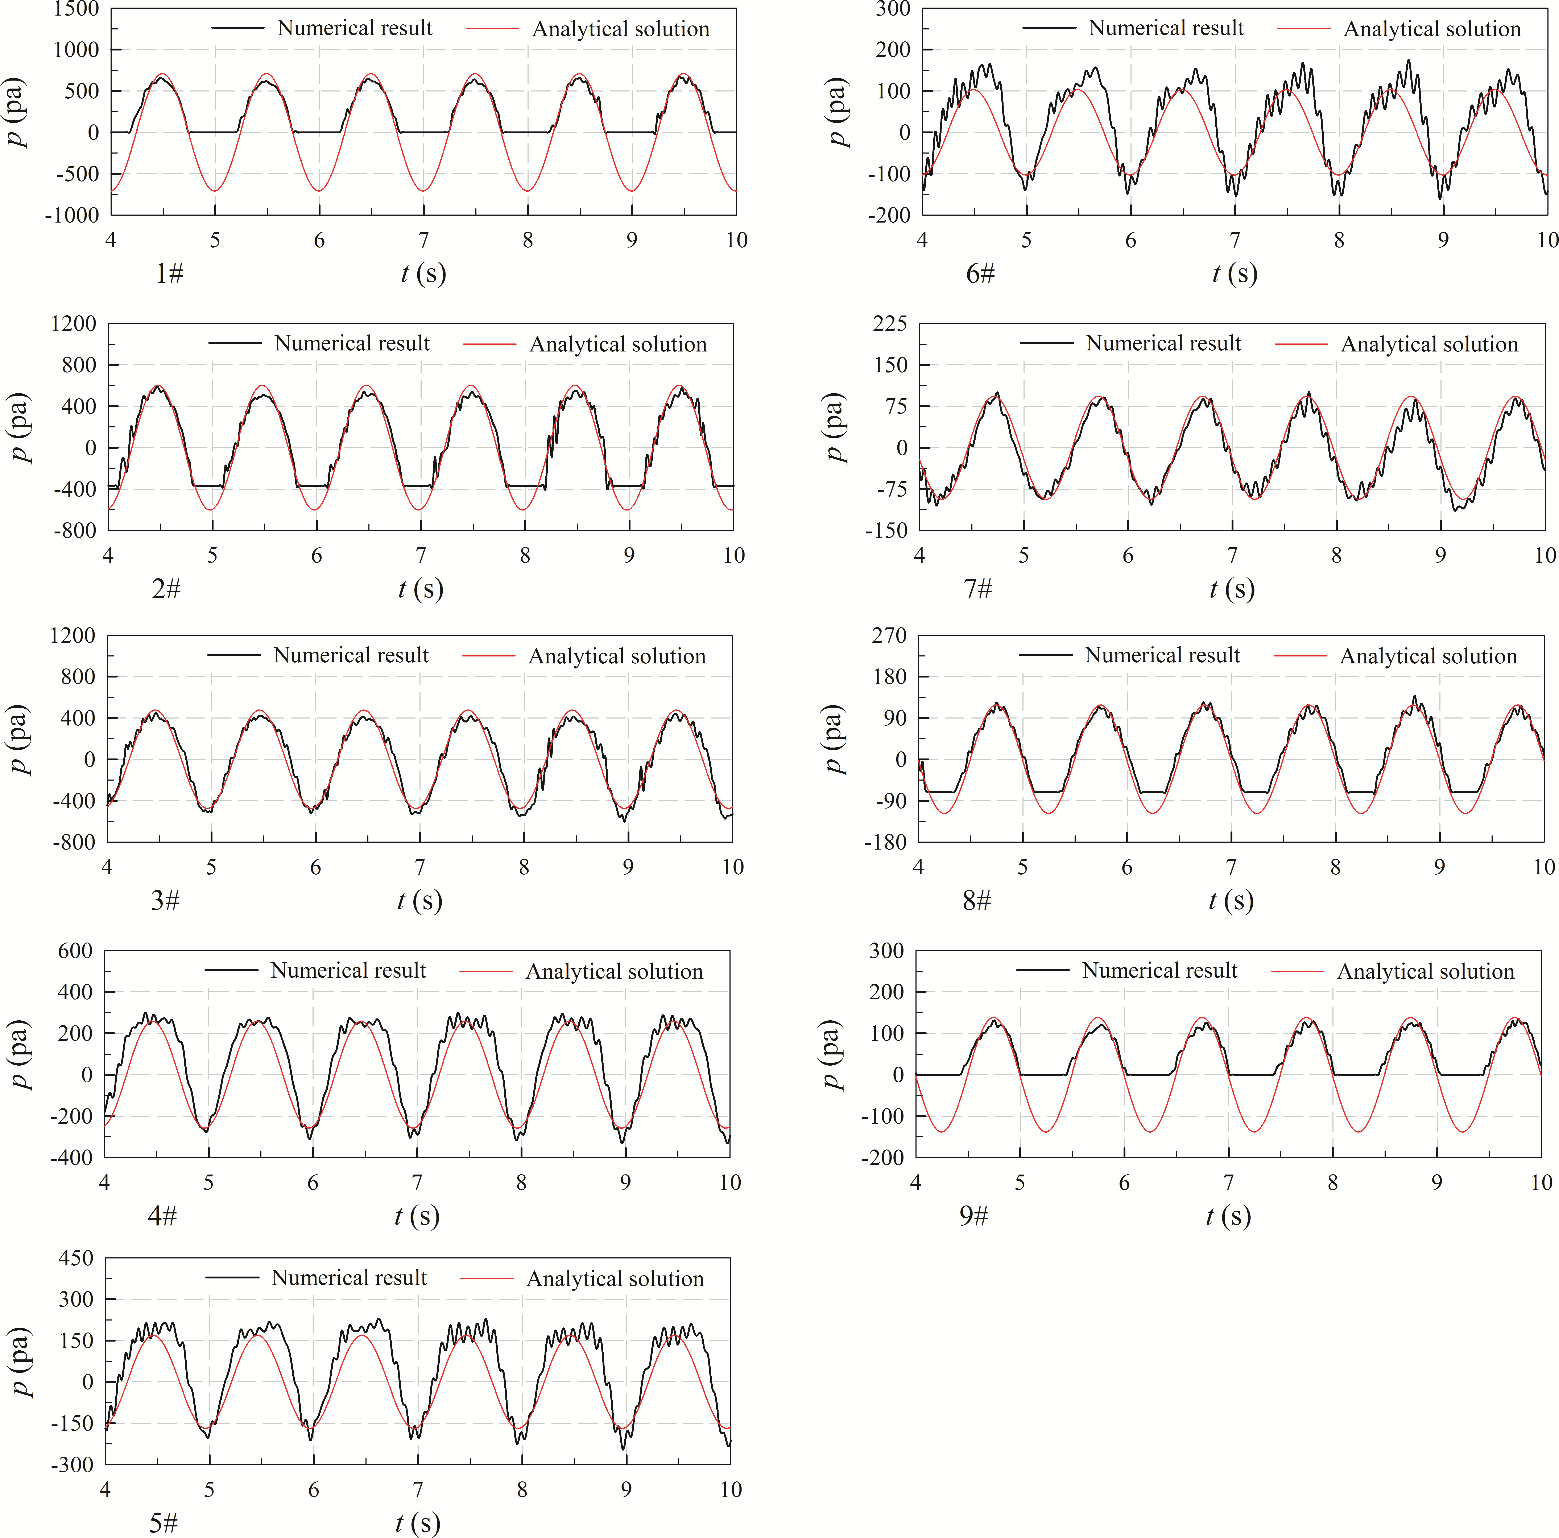 1500
1000
500
0
-500
-1000
p (pa)
Numerical result Analytical solution
4 5 6 7 8 9 10
1# t (s)
300
200
100
0
-100
-200
p (pa)
Numerical result Analytical solution
4 5 6 7 8 9 10
6# t (s)
1200
800
400
0
-400
-800
p (pa)
Numerical result Analytical solution
4 5 6 7 8 9 10
2# t (s)
225
150
75
0
-75
-150
p (pa)
Numerical result Analytical solution
4 5 6 7 8 9 10
7# t (s)
1200
800
400
0
-400
-800
p (pa)
Numerical result Analytical solution
4 5 6 7 8 9 10
3# t (s)
270
180
90
0
-90
-180
p (pa)
Numerical result Analytical solution
4 5 6 7 8 9 10
8# t (s)
600
400
200
0
-200
-400
p (pa)
Numerical result Analytical solution
4 5 6 7 8 9 10
4# t (s)
300
200
100
0
-100
-200
p (pa)
Numerical result Analytical solution
4 5 6 7 8 9 10
9# t (s)
450
300
150
0
-150
-300
p (pa)
Numerical result Analytical solution
4 5 6 7 8 9 10
5# t (s)